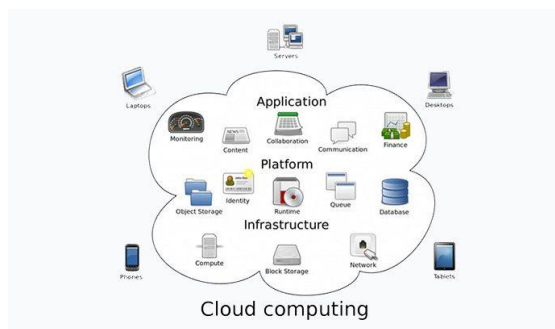 Servers
Laptops
Desktops
Application
Monitoring
NEWS
Content
Collaboration
Communication
Finance
Platform
Object Storage
Identity
Runtime
Queue
Database
Infrastructure
Compute
Block Storage
Network
Phones
Tablets
Cloud computing